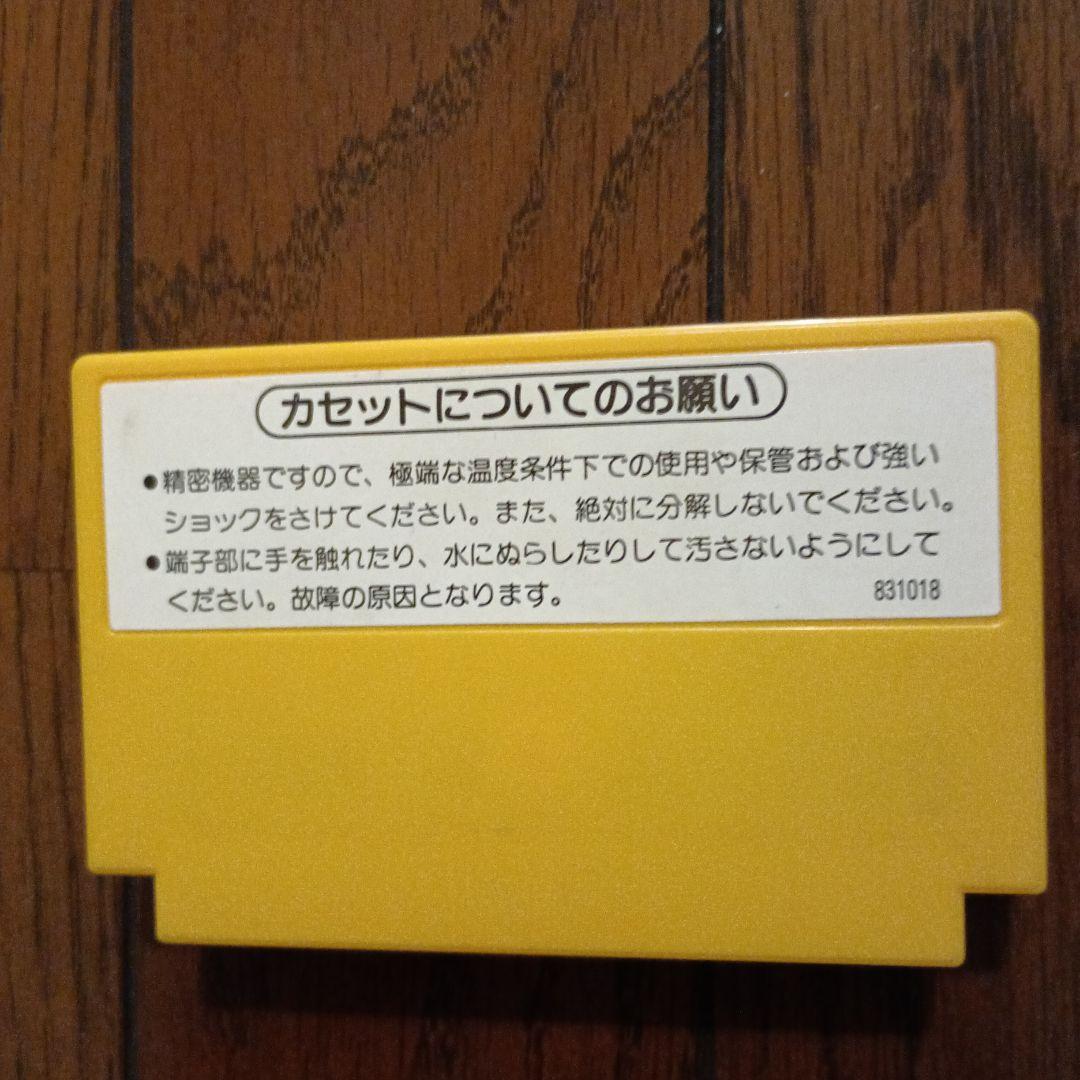 カセットについてのお願い
●精密機器ですので、極端な温度条件下での使用や保管および強い
ショックをさけてください。また、絶対に分解しないでください。
●端子部に手を触れたり、水にぬらしたりして汚さないようにして
ください。故障の原因となります。
831018